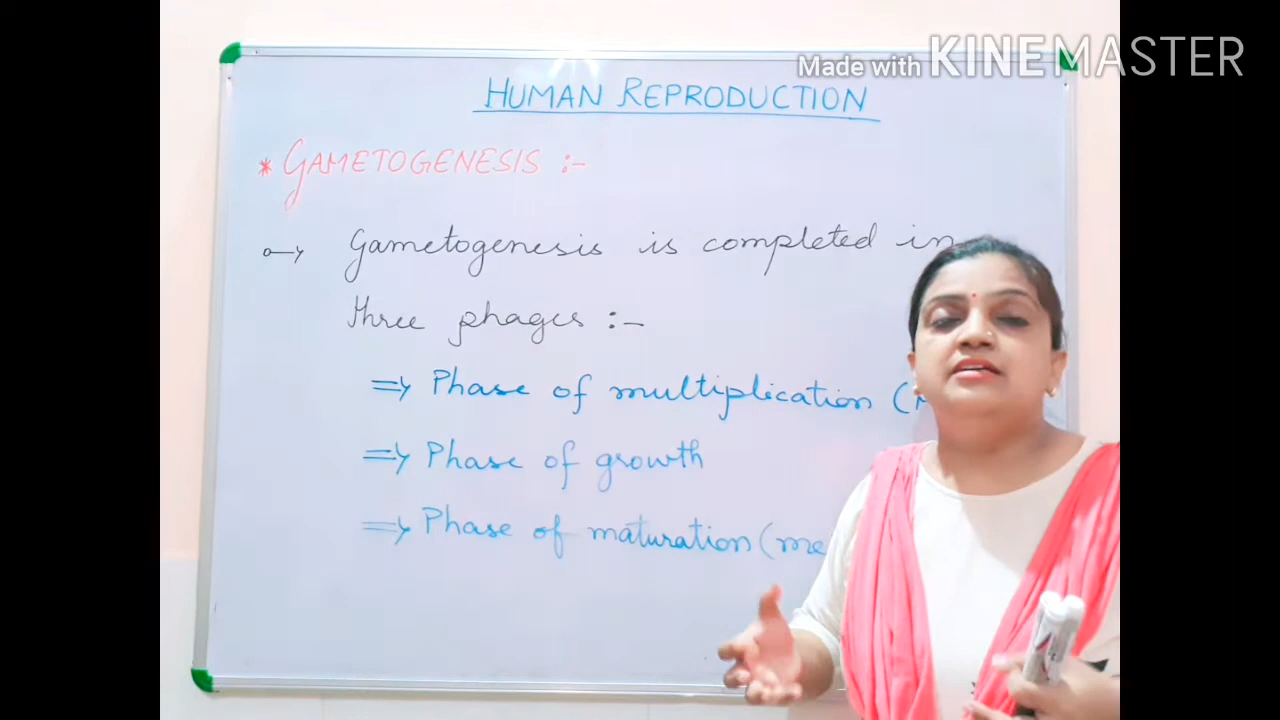 Made with KINEMASTER
HUMAN REPRODUCTION
* GAMETOGENESIS :-
Gametogenesis is completed in
three phages :-
⇒ Phase of multiplication (
⇒ Phase of growth
⇒ Phase of maturation (me